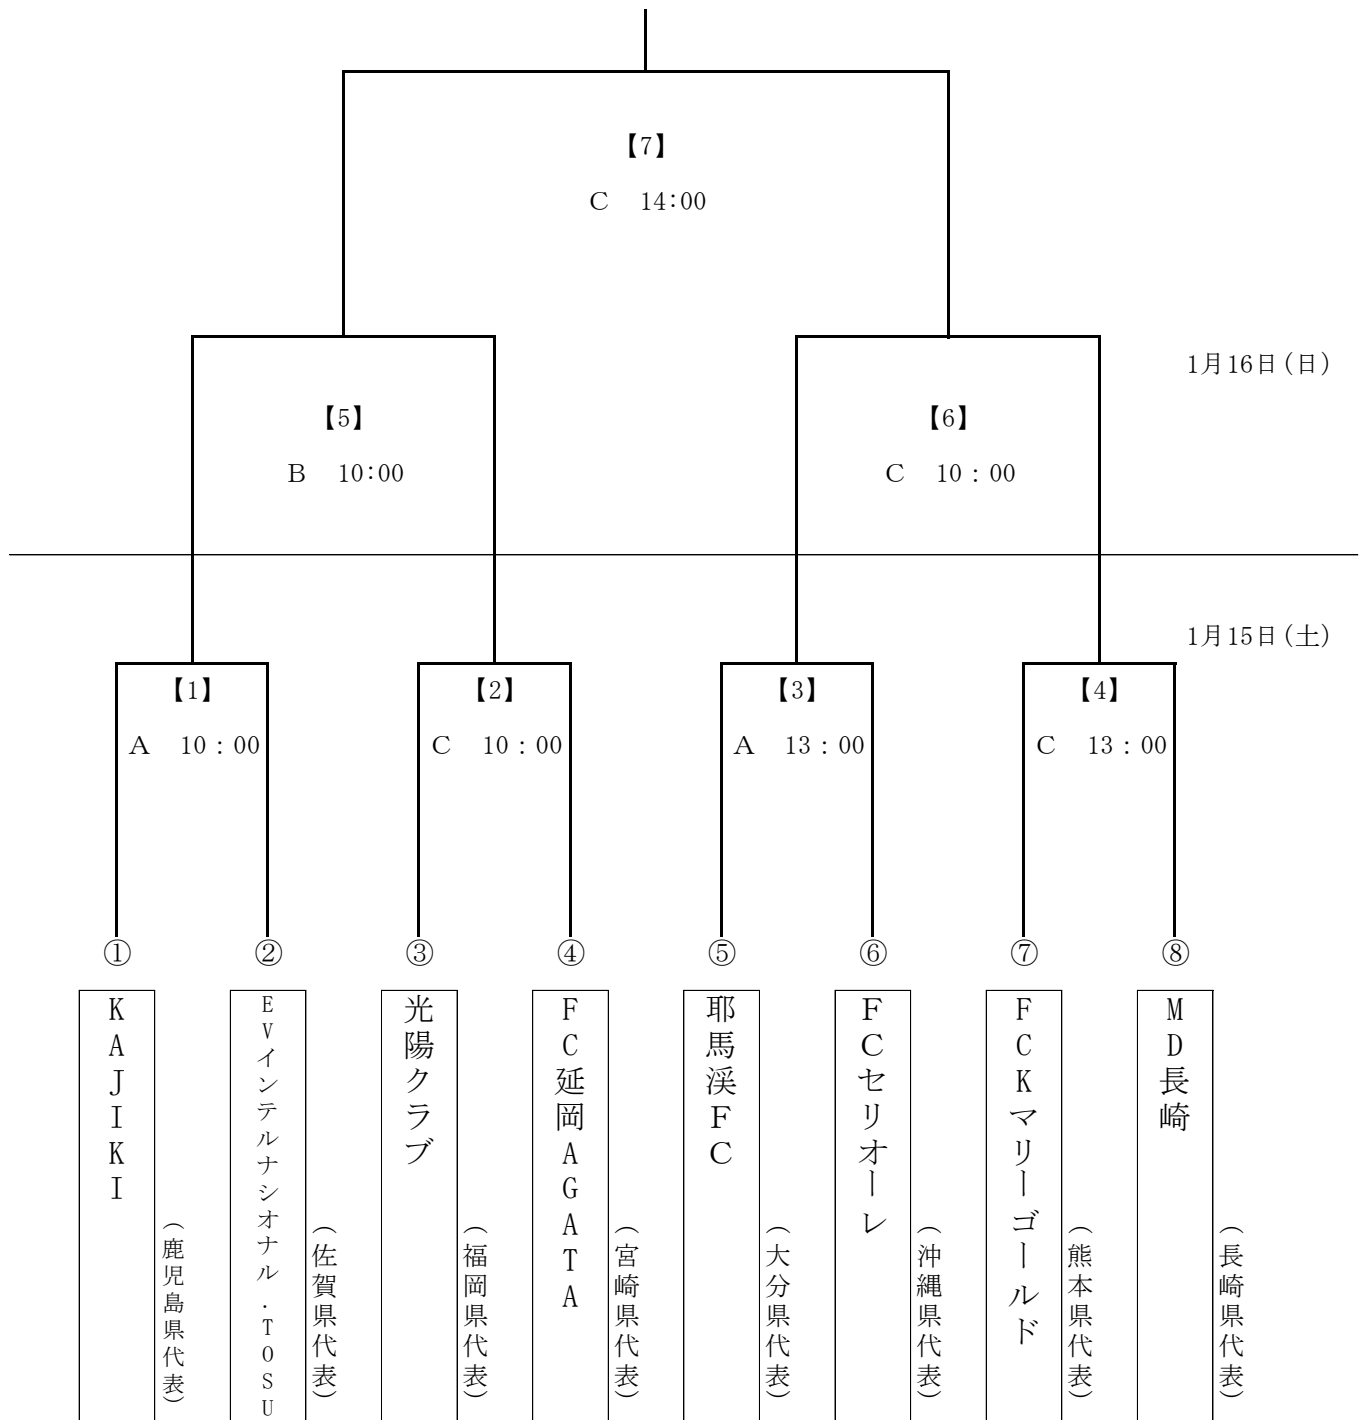 【7】
C 14:00
1月16日(日)
【5】
【6】
B 10:00
C 10:00
1月15日(土)
【1】
【2】
【3】
【4】
A 10:00
C 10:00
A 13:00
C 13:00
①
②
③
④
⑤
⑥
⑦
⑧
KAJIKI
(鹿児島県代表)
EVインテルナシオナル.TOSU
(佐賀県代表)
光陽クラブ
(福岡県代表)
FC延岡AGATA
(宮崎県代表)
耶馬渓FC
(大分県代表)
FCセリオーレ
(沖縄県代表)
FCKマリーゴールド
(熊本県代表)
MD長崎
(長崎県代表)